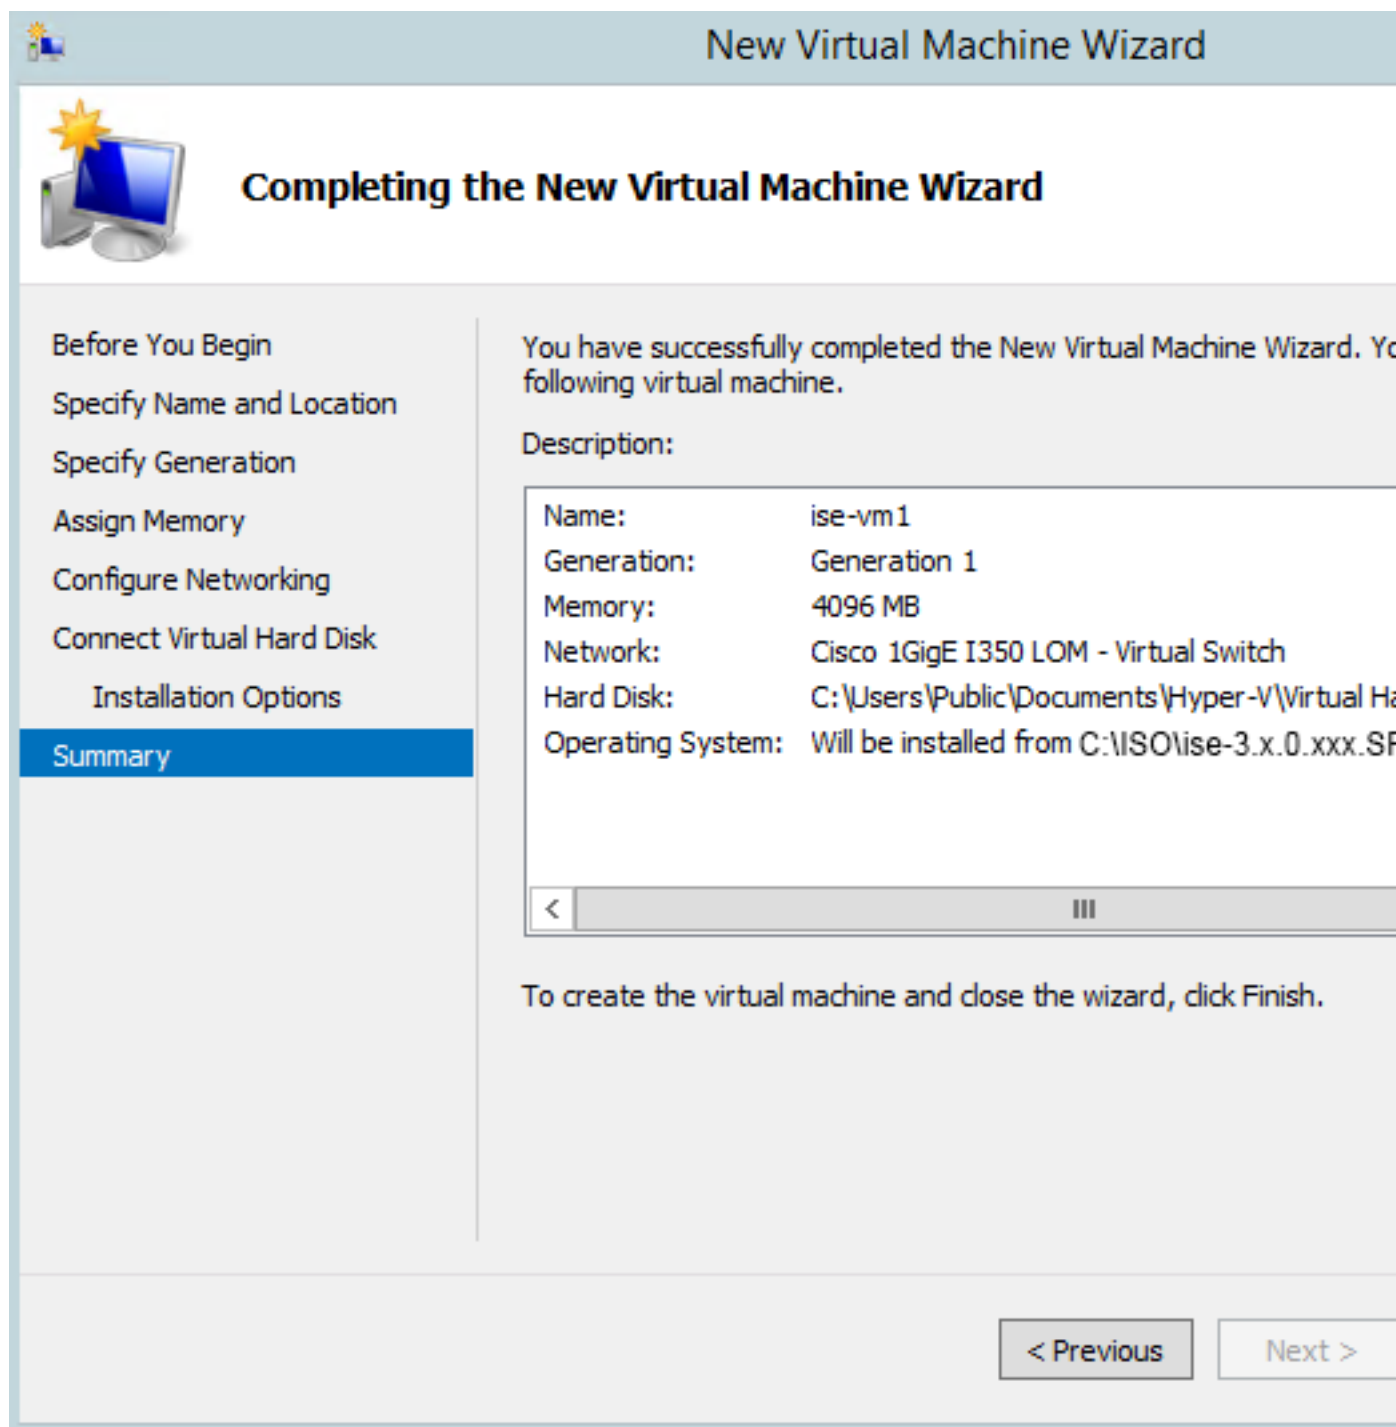 New Virtual Machine Wizard
Completing the New Virtual Machine Wizard
Before You Begin
Specify Name and Location
Specify Generation
Assign Memory
Configure Networking
Connect Virtual Hard Disk
Installation Options
Summary
You have successfully completed the New Virtual Machine Wizard.
following virtual machine.
Description:
Name: ise-vm1
Generation: Generation 1
Memory: 4096 MB
Network: Cisco 1GigE I350 LOM - Virtual Switch
Hard Disk: C:\Users\Public\Documents\Hyper-V\Virtual
Operating System: Will be installed from C:\ISO\ise-3.x.0.xxx.
To create the virtual machine and close the wizard, click Finish.
< Previous
Next >